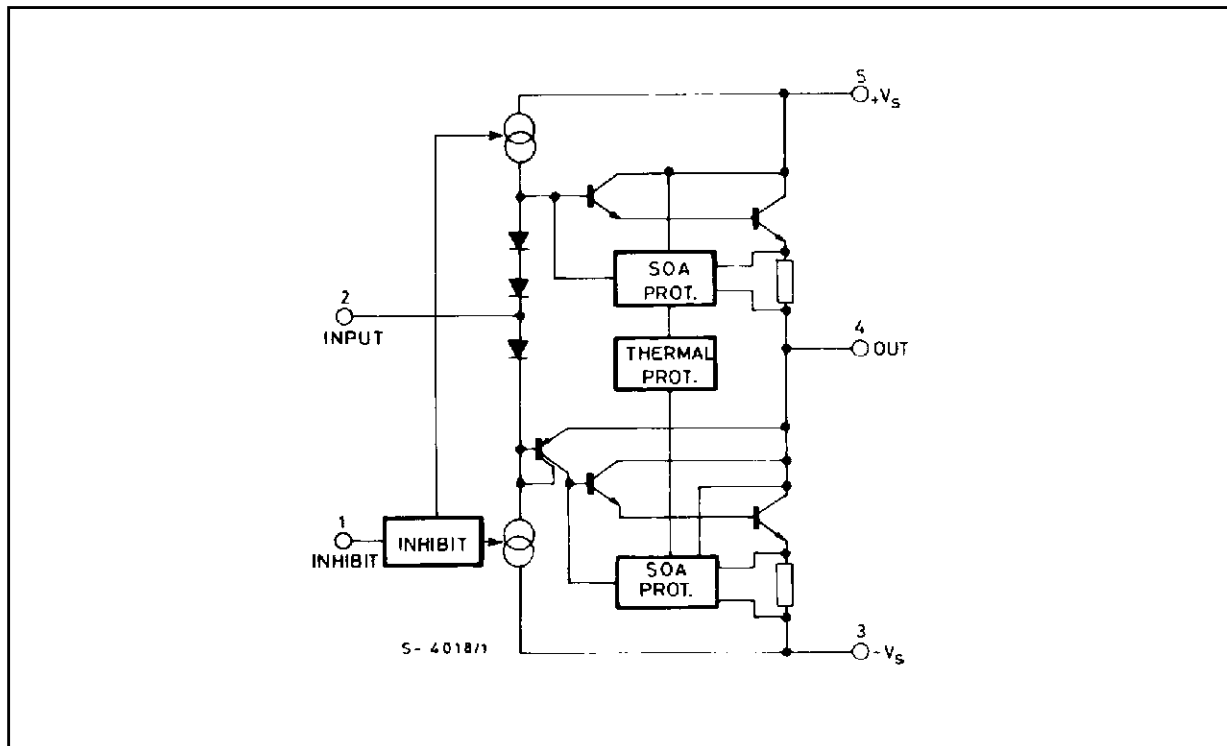 5
+Vs
SOA
PROT.
2
INPUT
4
OUT
THERMAL
PROT.
1
INHIBIT
INHIBIT
SOA
PROT.
S- 4018/1
3
-Vs